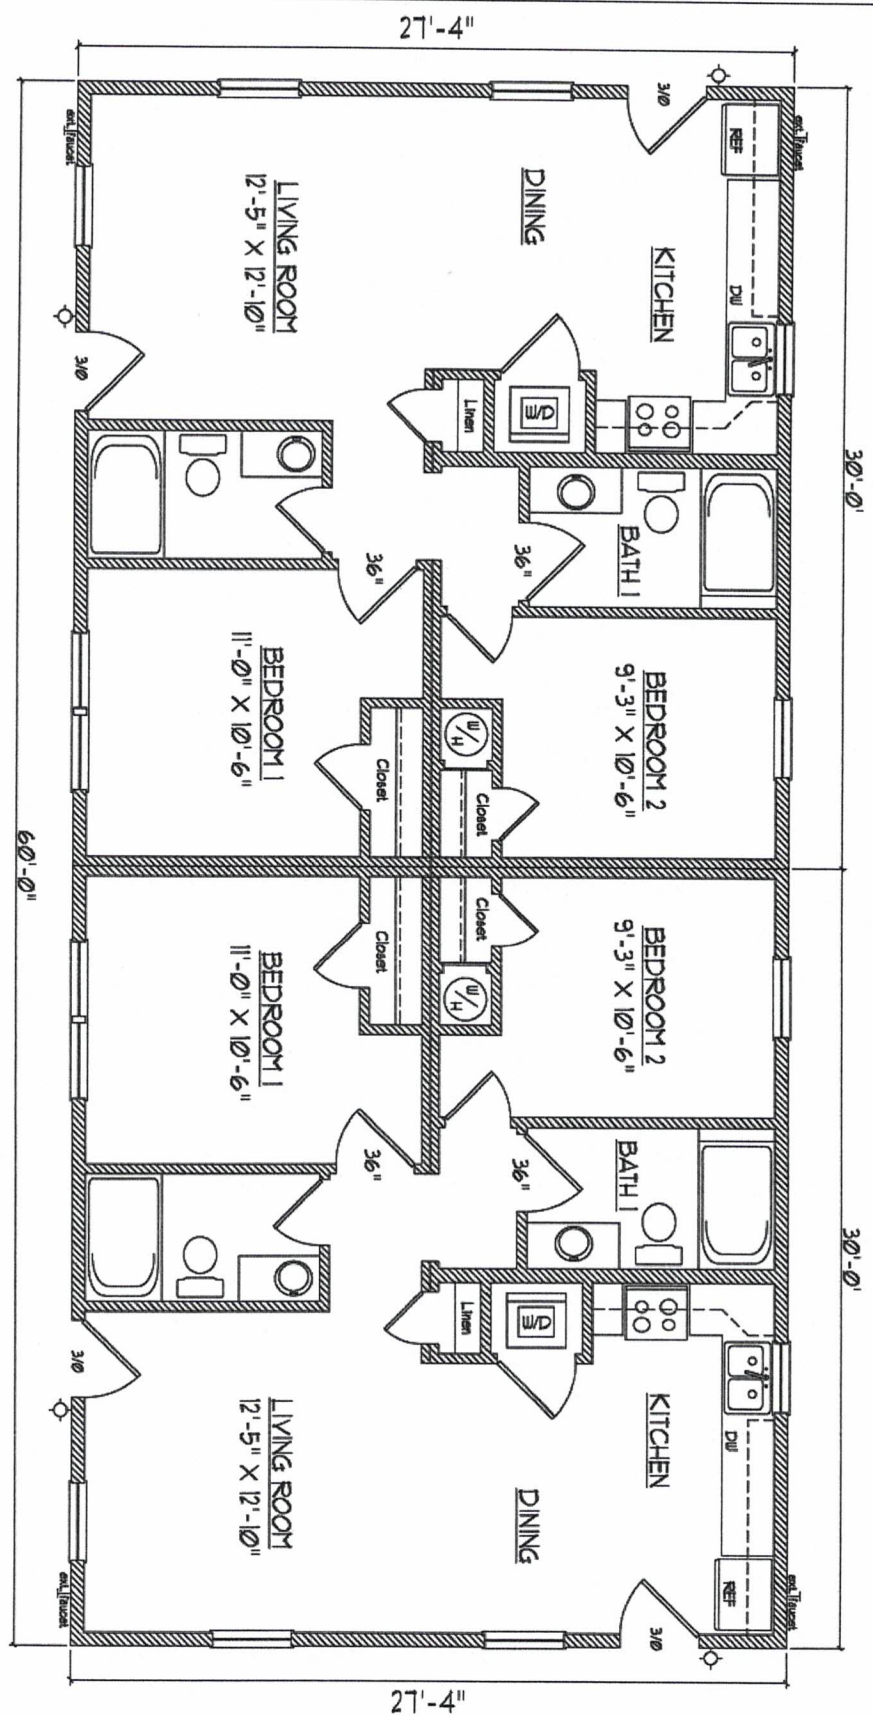 27'-4"
3/0
ext. faucet
ext. faucet
REF
DINING
LIVING ROOM
12'-5" X 12'-10"
KITCHEN
DW
3/0
Linen
W/D
30'-0"
36"
36"
BATH 1
BEDROOM 1
11'-0" X 10'-6"
BEDROOM 2
9'-3" X 10'-6"
W/H
Closet
Closet
60'-0"
Closet
Closet
BEDROOM 1
11'-0" X 10'-6"
BEDROOM 2
9'-3" X 10'-6"
W/H
36"
36"
BATH 1
30'-0"
Linen
W/D
3/0
KITCHEN
LIVING ROOM
12'-5" X 12'-10"
DW
DINING
REF
ext. faucet
ext. faucet
3/0
27'-4"